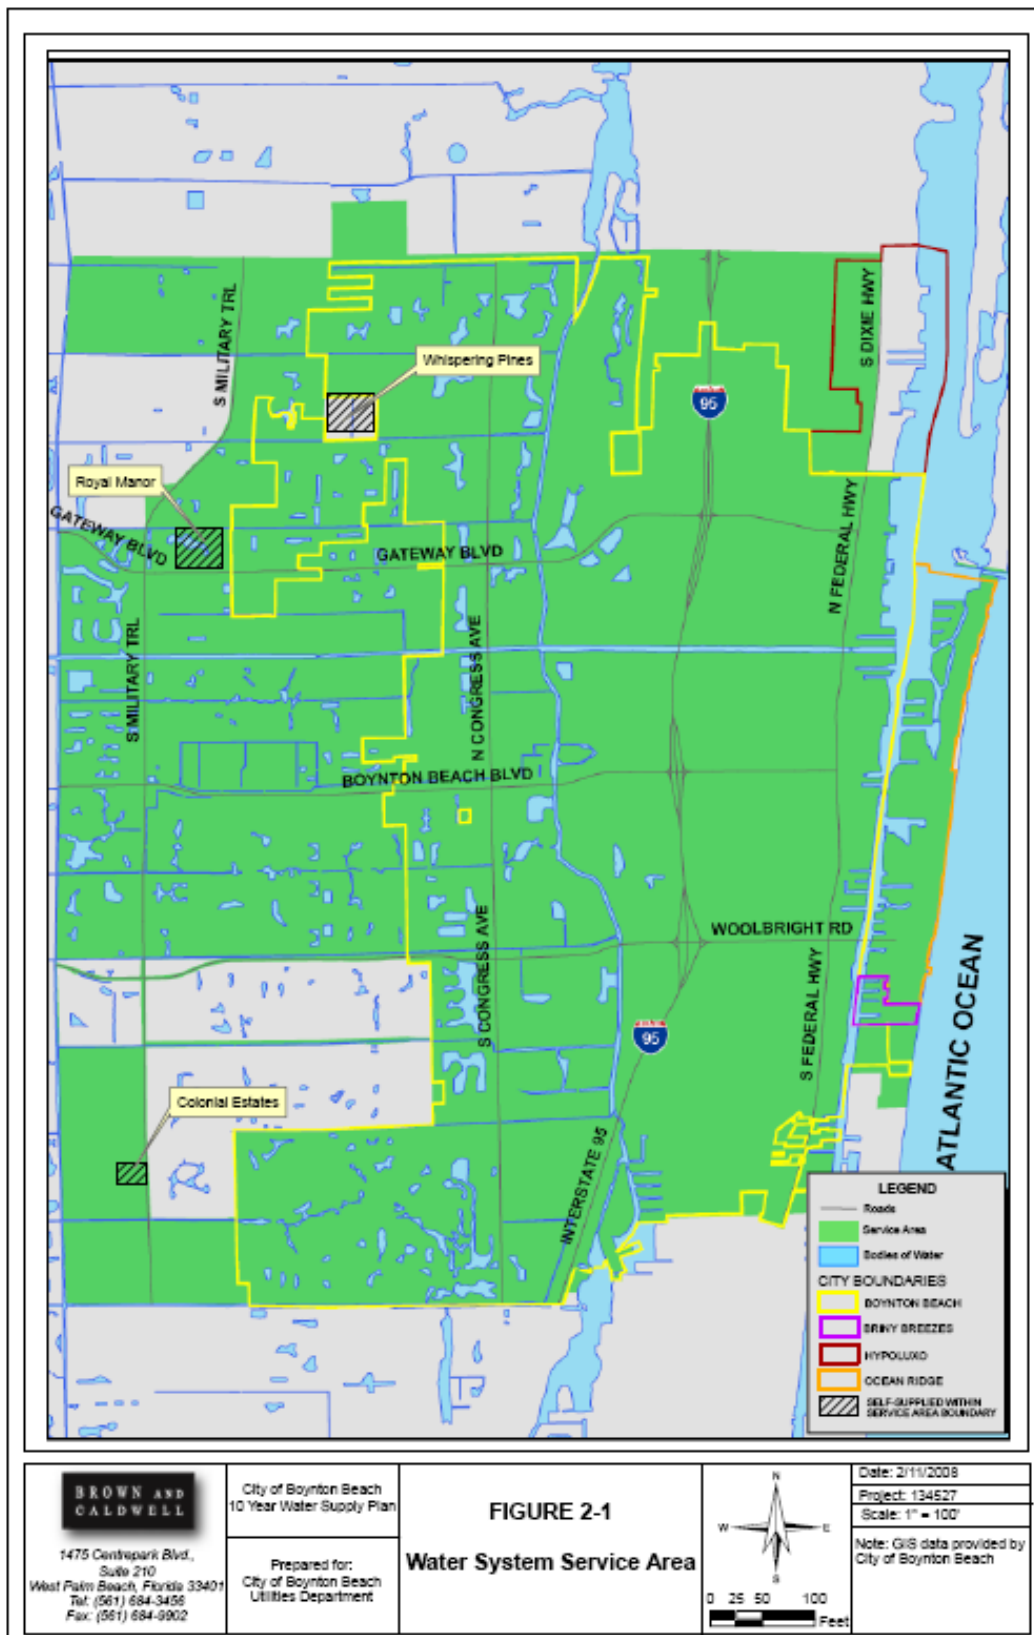 S MILITARY TRL
S DIXIE HWY
Whispering Pines
95
Royal Manor
GATEWAY BLVD
GATEWAY BLVD
N FEDERAL HWY
S MILITARY TRL
N CONGRESS AVE
BOYNTON BEACH BLVD
S CONGRESS AVE
WOOLBRIGHT RD
S FEDERAL HWY
ATLANTIC OCEAN
95
Colonial Estates
INTERSTATE 95
LEGEND
Roads
Service Area
Bodies of Water
CITY BOUNDARIES
BOYNTON BEACH
BRINY BREEZES
HYPOLUXO
OCEAN RIDGE
SELF-SUPPLIED WITHIN
SERVICE AREA BOUNDARY
BROWN AND
CALDWELL
1475 Centrepark Blvd.,
Suite 210
West Palm Beach, Florida 33401
Tel: (561) 684-3456
Fax: (561) 684-9902
City of Boynton Beach
10 Year Water Supply Plan
Prepared for:
City of Boynton Beach
Utilities Department
FIGURE 2-1
Water System Service Area
N
W E
S
0 25 50 100
Feet
Date: 2/11/2008
Project: 134527
Scale: 1" = 100'
Note: GIS data provided by
City of Boynton Beach